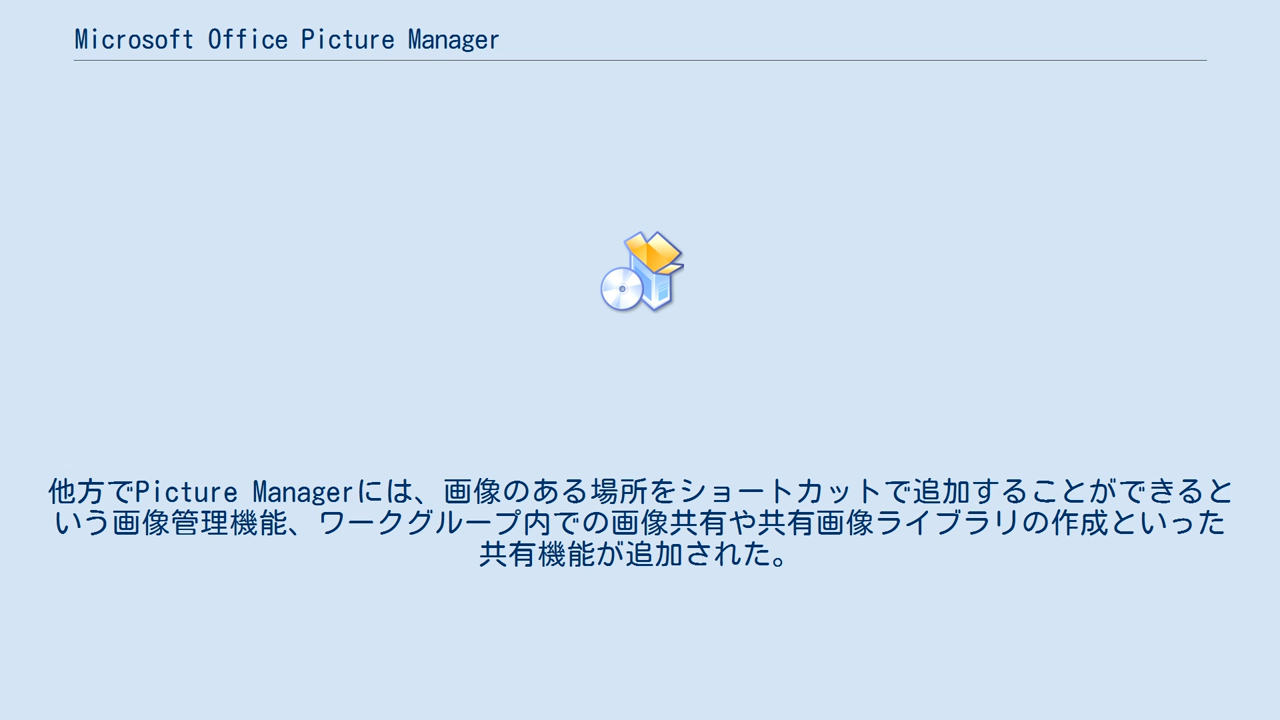 Microsoft Office Picture Manager
他方でPicture Managerには、画像のある場所をショートカットで追加することができると
いう画像管理機能、ワークグループ内での画像共有や共有画像ライブラリの作成といった
共有機能が追加された。